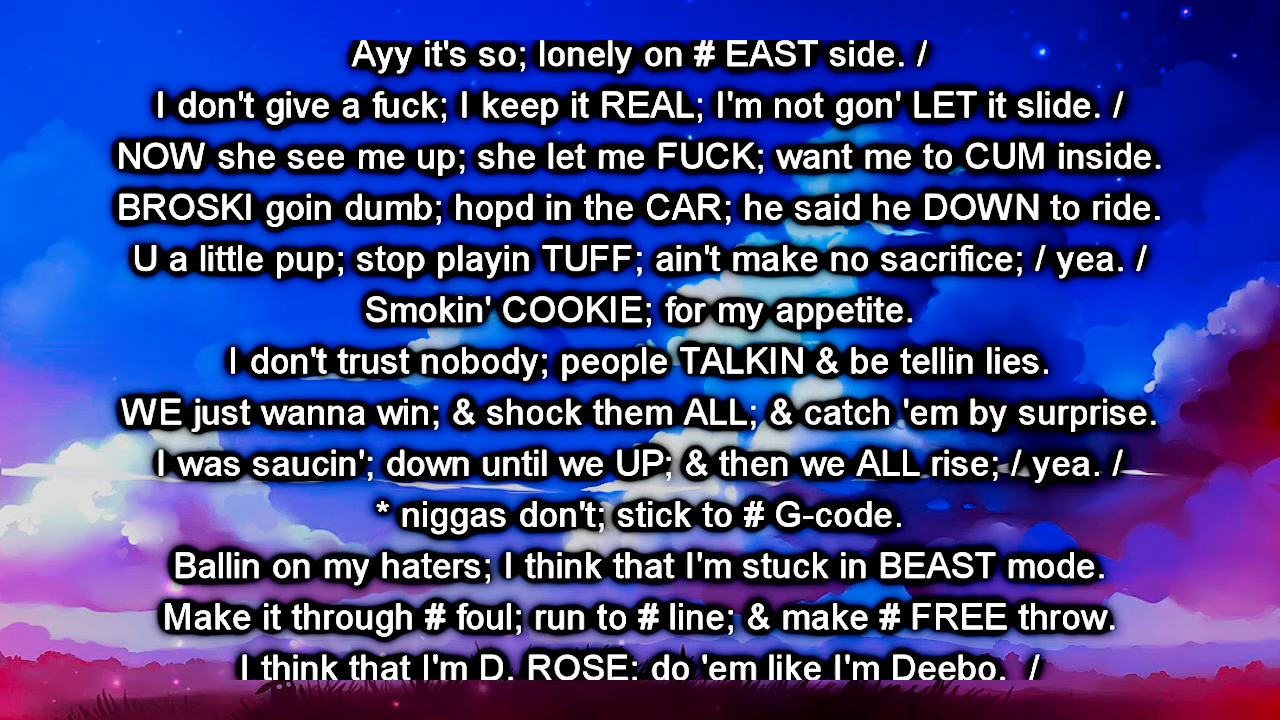 Ayy it's so; lonely on # EAST side. /
I don't give a fuck; I keep it REAL; I'm not gon' LET it slide. /
NOW she see me up; she let me FUCK; want me to CUM inside.
BROSKI goin dumb; hopd in the CAR; he said he DOWN to ride.
U a little pup; stop playin TUFF; ain't make no sacrifice; / yea. /
Smokin' COOKIE; for my appetite.
I don't trust nobody; people TALKIN & be tellin lies.
WE just wanna win; & shock them ALL; & catch 'em by surprise.
I was saucin'; down until we UP; & then we ALL rise; / yea. /
* niggas don't; stick to # G-code.
Ballin on my haters; I think that I'm stuck in BEAST mode.
Make it through # foul; run to # line; & make # FREE throw.
I think that I'm D. ROSE; do 'em like I'm Deebo. /